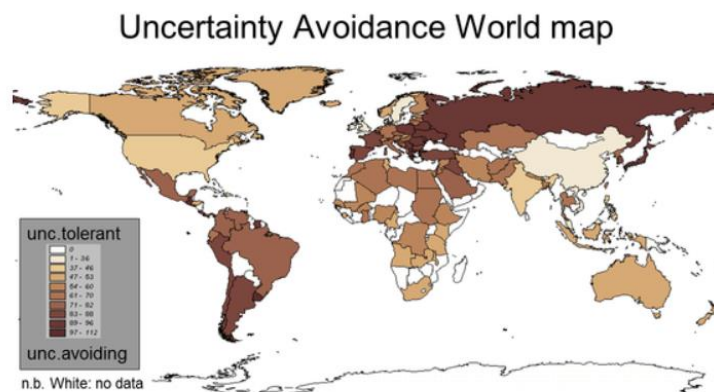 Uncertainty Avoidance World map
unc.tolerant
0
1 - 36
37 - 46
47 - 53
54 - 60
61 - 70
71 - 82
83 - 88
89 - 96
97 - 112
unc.avoiding
n.b. White: no data